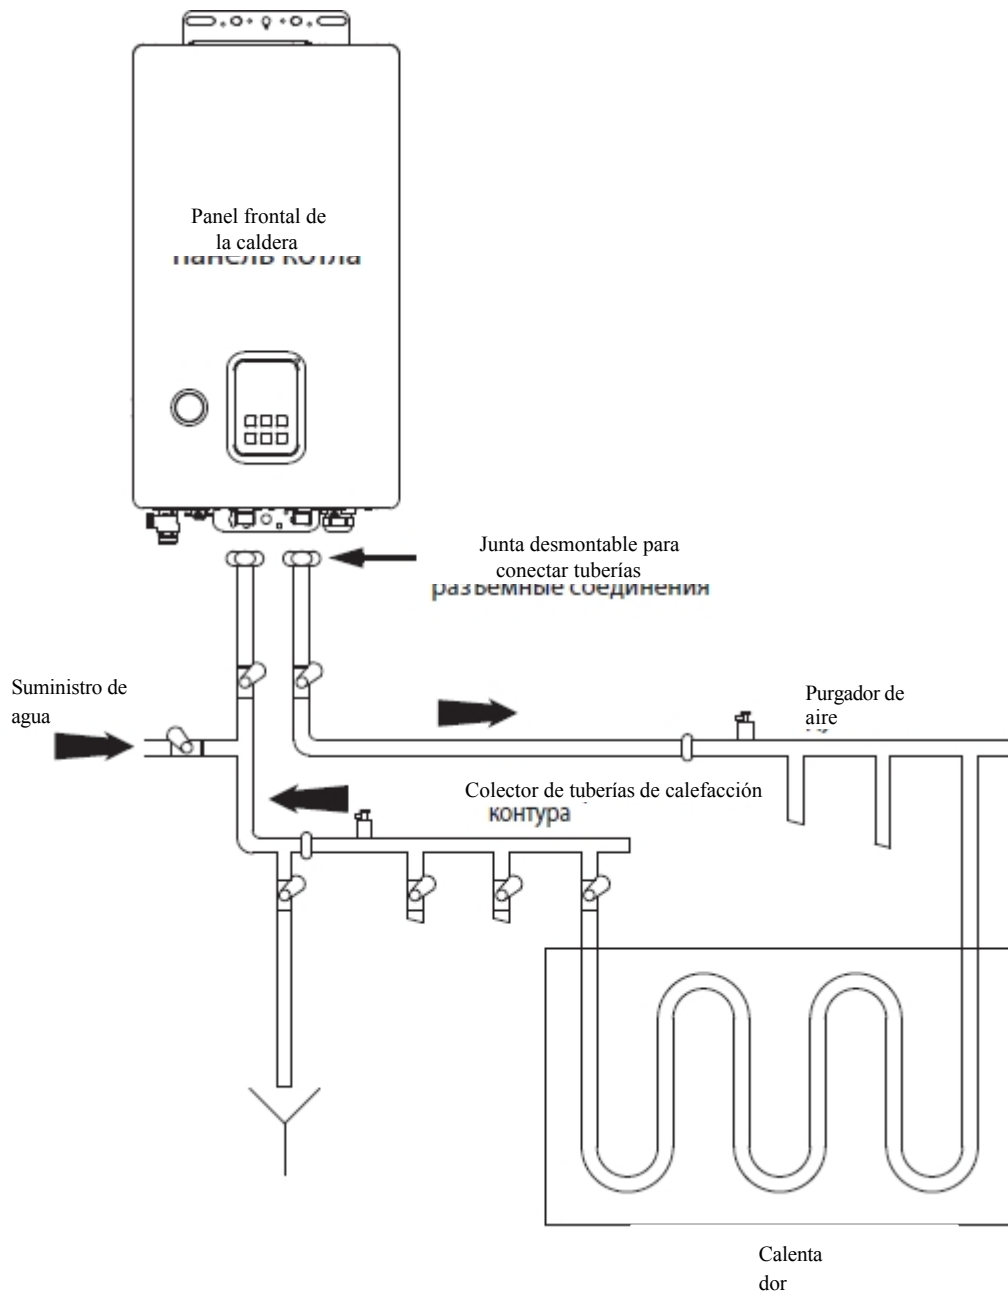 Panel frontal de
la caldera
панель котла
Junta desmontable para
conectar tuberías
разъемные соединения
Suministro de
agua
Purgador de
aire
Colector de tuberías de calefacción
контура
Calenta
dor